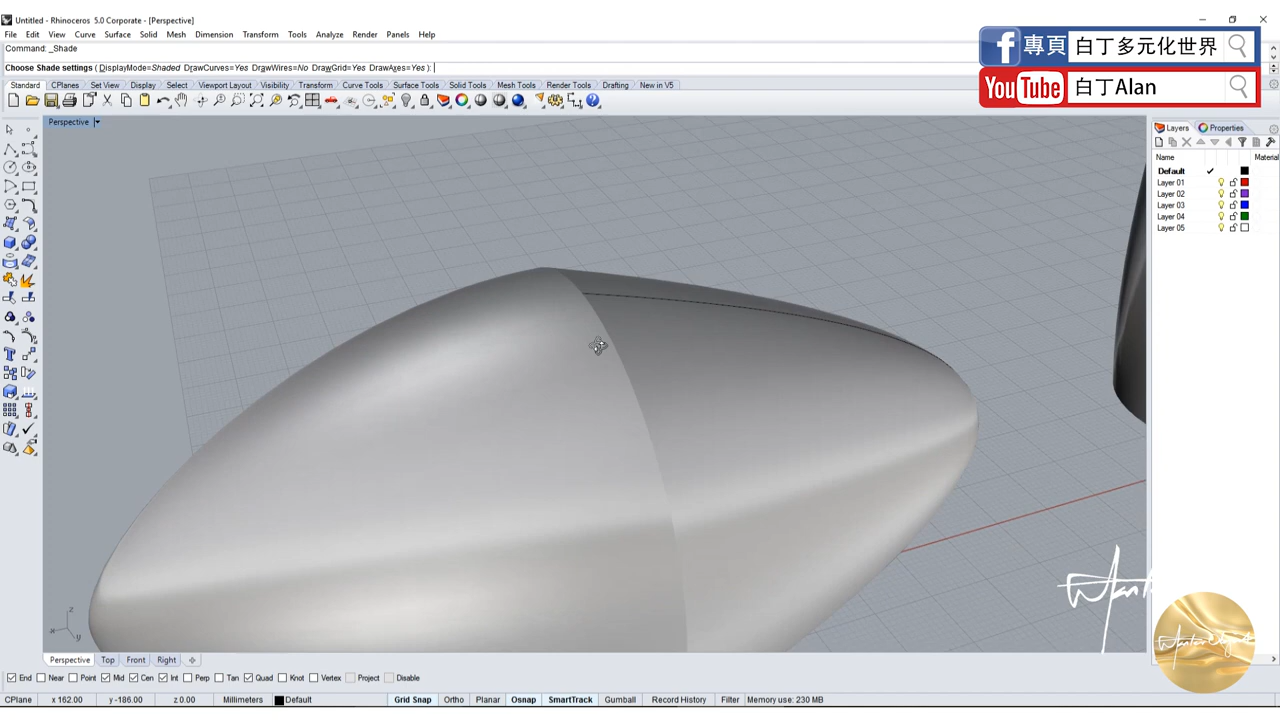 Untitled - Rhinoceros 5.0 Corporate - [Perspective]
File Edit View Curve Surface Solid Mesh Dimension Transform Tools Analyze Render Panels Help
Command: _Shade
Choose Shade settings ( DisplayMode=Shaded DrawCurves=Yes DrawWires=No DrawGrid=Yes DrawAxes=Yes ):
專頁 白丁多元化世界
YouTube 白丁Alan
Standard CPlanes Set View Display Select Viewport Layout Visibility Transform Curve Tools Surface Tools Solid Tools Mesh Tools Render Tools Drafting New in V5
Perspective
Layers Properties
Name Material
Default
Layer 01
Layer 02
Layer 03
Layer 04
Layer 05
z
x y
Perspective Top Front Right
End Near Point Mid Cen Int Perp Tan Quad Knot Vertex Project Disable
CPlane x 162.00 y -186.00 z 0.00 Millimeters Default Grid Snap Ortho Planar Osnap SmartTrack Gumball Record History Filter Memory use: 230 MB